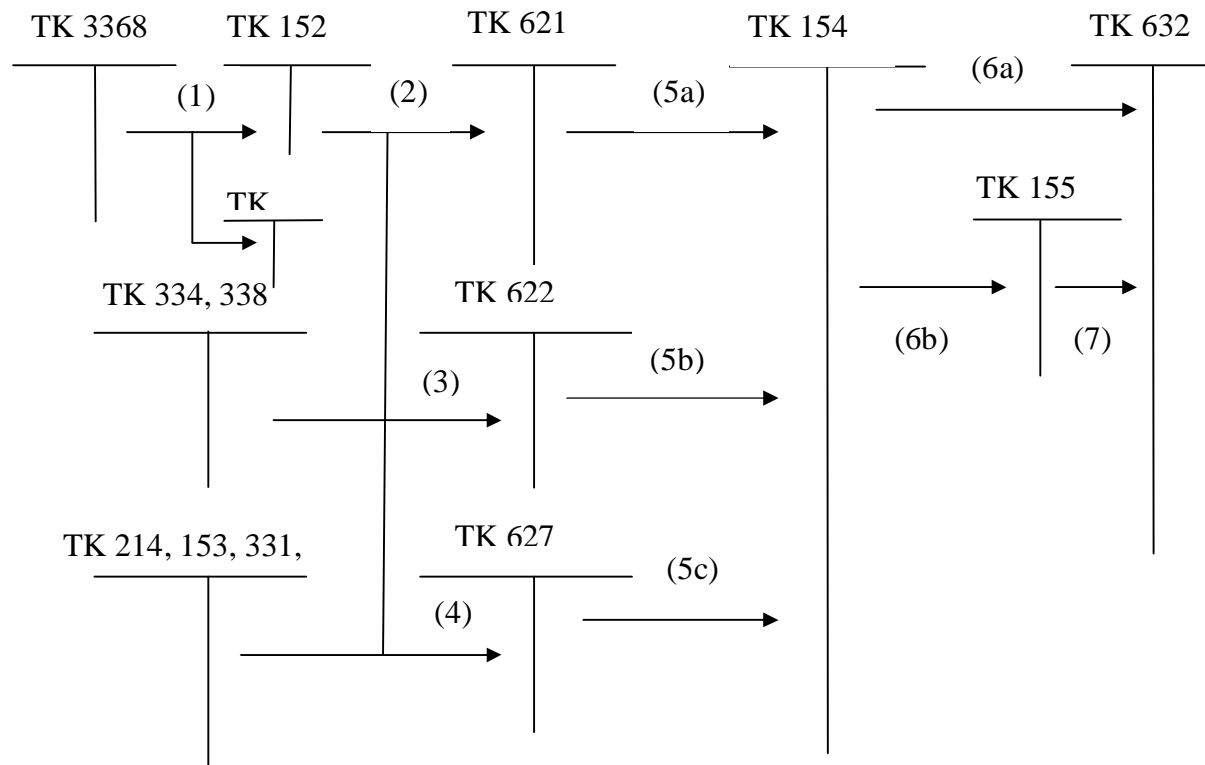 TK 3368 TK 152 TK 621 TK 154 TK 632
(1) (2) (5a) (6a)
TK TK 155
TK 334, 338 TK 622
(3) (5b) (6b) (7)
TK 214, 153, 331, TK 627
(4) (5c)